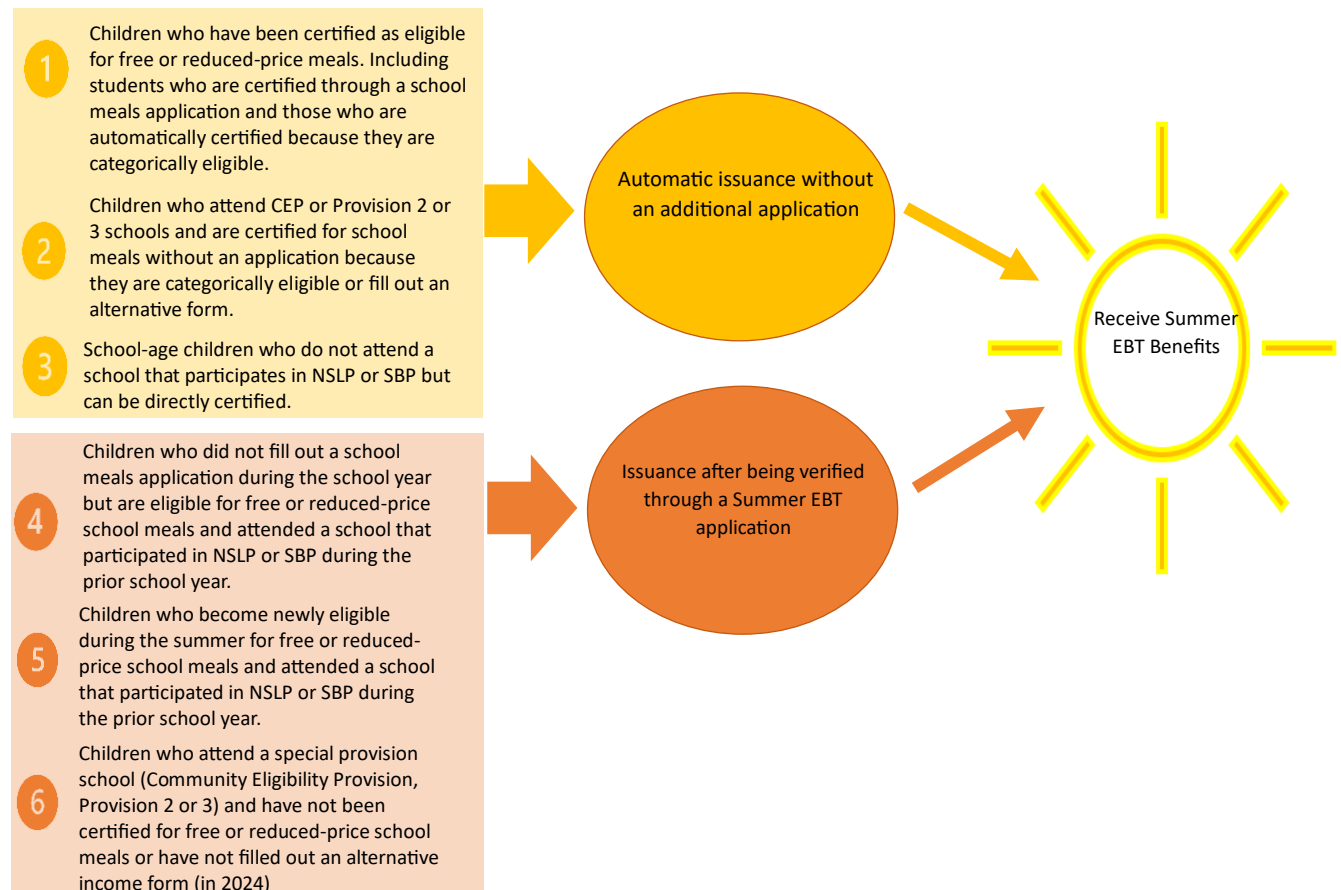 1
Children who have been certified as eligible
for free or reduced-price meals. Including
students who are certified through a school
meals application and those who are
automatically certified because they are
categorically eligible.
2
Children who attend CEP or Provision 2 or
3 schools and are certified for school
meals without an application because
they are categorically eligible or fill out an
alternative form.
3
School-age children who do not attend a
school that participates in NSLP or SBP but
can be directly certified.
4
Children who did not fill out a school
meals application during the school year
but are eligible for free or reduced-price
school meals and attended a school that
participated in NSLP or SBP during the
prior school year.
5
Children who become newly eligible
during the summer for free or reduced-
price school meals and attended a school
that participated in NSLP or SBP during
the prior school year.
6
Children who attend a special provision
school (Community Eligibility Provision,
Provision 2 or 3) and have not been
certified for free or reduced-price school
meals or have not filled out an alternative
income form (in 2024)
Automatic issuance without
an additional application
Issuance after being verified
through a Summer EBT
application
Receive Summer
EBT Benefits